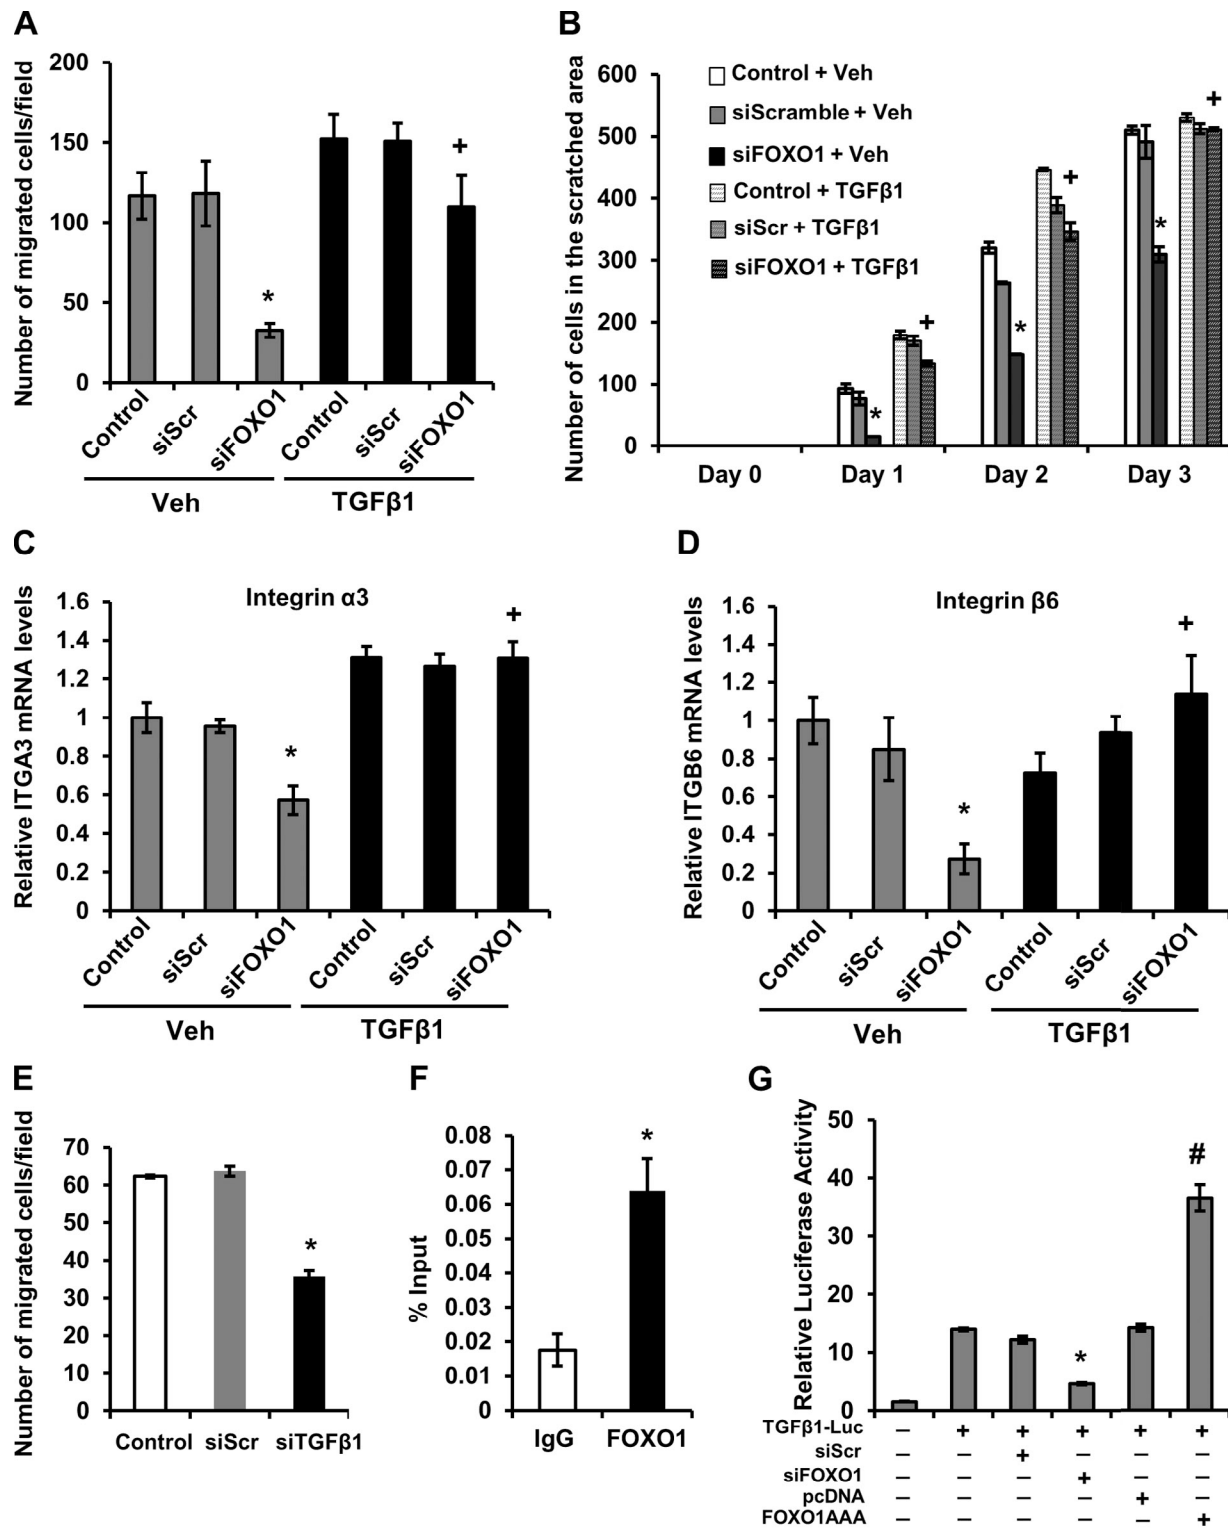 A
Number of migrated cells/field
200
150
100
50
0
Control
siScr
siFOXO1
Control
siScr
siFOXO1
*
+
Veh
TGFβ1
B
Number of cells in the scratched area
600
500
400
300
200
100
0
Control + Veh
siScramble + Veh
siFOXO1 + Veh
Control + TGFβ1
siScr + TGFβ1
siFOXO1 + TGFβ1
*
+
*
+
*
+
Day 0
Day 1
Day 2
Day 3
C
Integrin α3
Relative ITGA3 mRNA levels
1.6
1.4
1.2
1
0.8
0.6
0.4
0.2
0
*
+
Control
siScr
siFOXO1
Control
siScr
siFOXO1
Veh
TGFβ1
D
Integrin β6
Relative ITGB6 mRNA levels
1.6
1.4
1.2
1
0.8
0.6
0.4
0.2
0
*
+
Control
siScr
siFOXO1
Control
siScr
siFOXO1
Veh
TGFβ1
E
Number of migrated cells/field
70
60
50
40
30
20
10
0
*
Control siScr siTGFβ1
F
% Input
0.08
0.07
0.06
0.05
0.04
0.03
0.02
0.01
0
*
IgG FOXO1
G
Relative Luciferase Activity
50
40
30
20
10
0
*
#
TGFβ1-Luc – + + + + +
siScr – – + – – –
siFOXO1 – – – + – –
pcDNA – – – – + –
FOXO1AAA – – – – – +